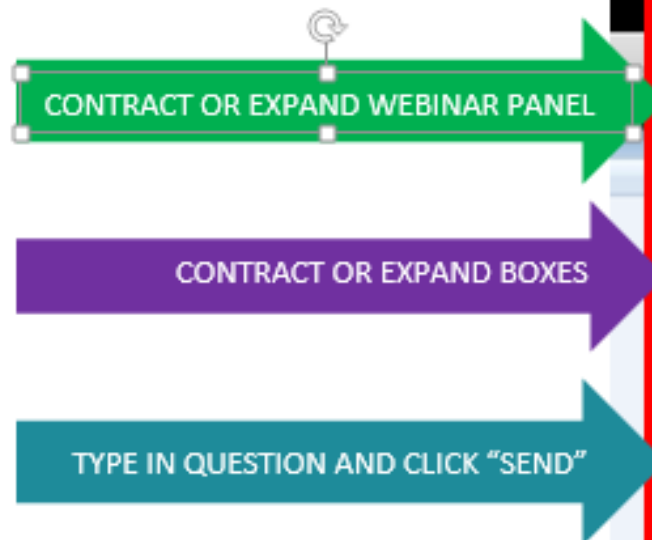 CONTRACT OR EXPAND WEBINAR PANEL
CONTRACT OR EXPAND BOXES
TYPE IN QUESTION AND CLICK “SEND”